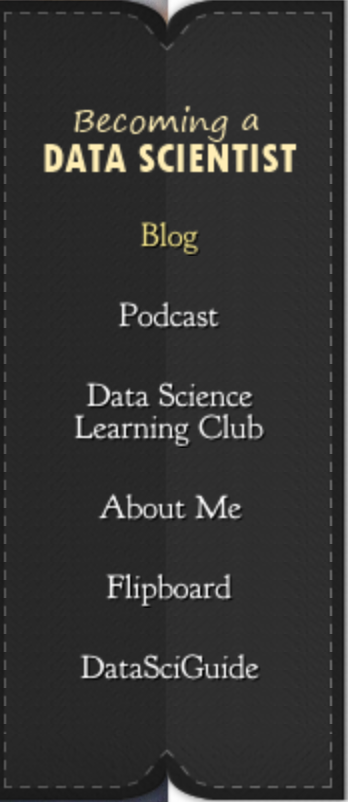 Becoming a
DATA SCIENTIST
Blog
Podcast
Data Science
Learning Club
About Me
Flipboard
DataSciGuide